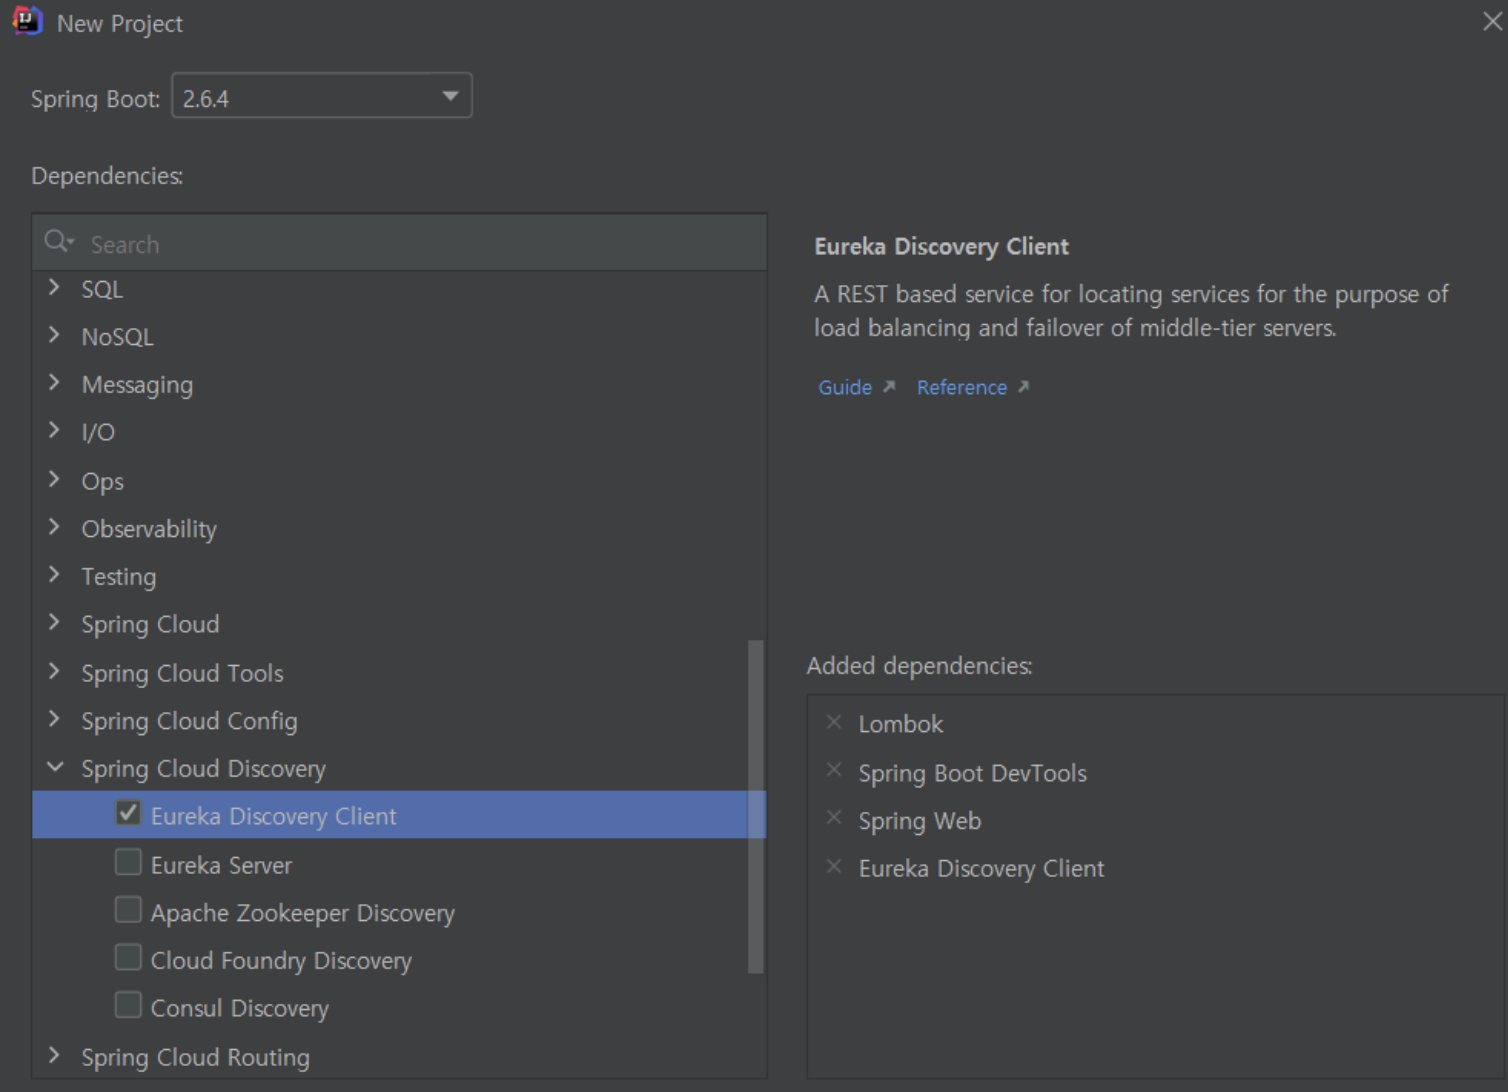 New Project
Spring Boot: 2.6.4
Dependencies:
Search
SQL
NoSQL
Messaging
I/O
Ops
Observability
Testing
Spring Cloud
Spring Cloud Tools
Spring Cloud Config
Spring Cloud Discovery
Eureka Discovery Client
Eureka Server
Apache Zookeeper Discovery
Cloud Foundry Discovery
Consul Discovery
Spring Cloud Routing
Eureka Discovery Client
A REST based service for locating services for the purpose of
load balancing and failover of middle-tier servers.
Guide Reference
Added dependencies:
Lombok
Spring Boot DevTools
Spring Web
Eureka Discovery Client